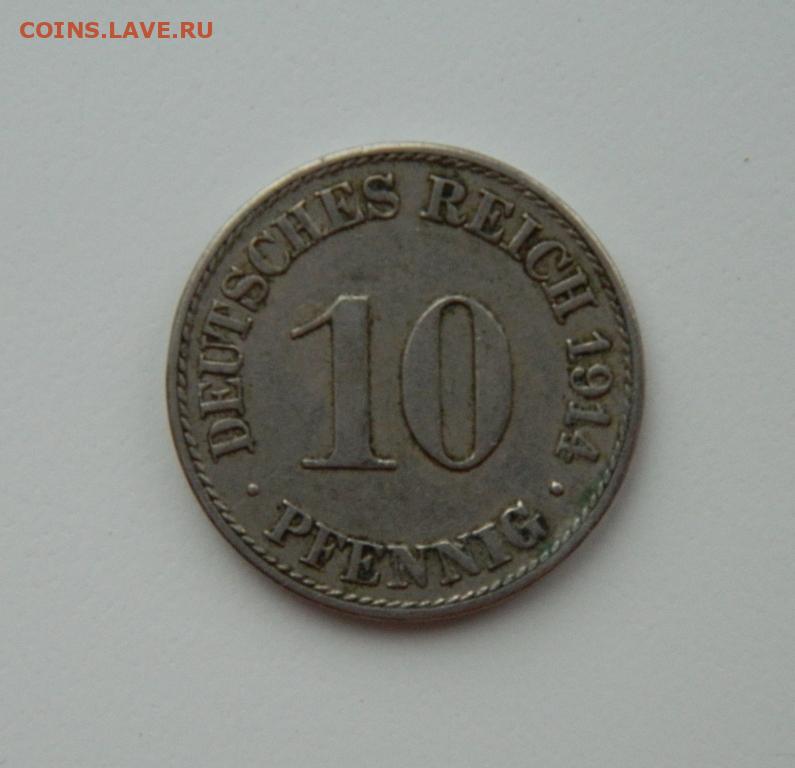 COINS.LAVE.RU
DEUTSCHES REICH 1914
10
· PFENNIG ·